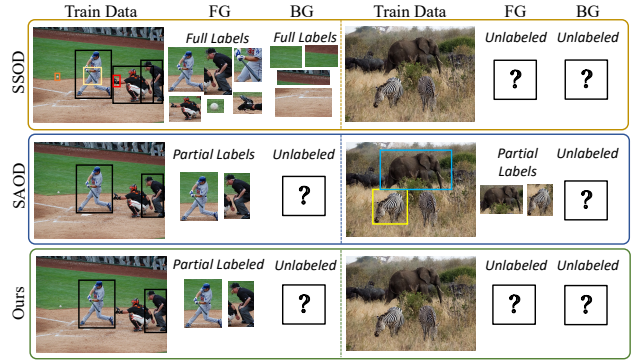 Train Data FG BG Train Data FG BG
SSOD
Full Labels Full Labels Unlabeled Unlabeled
? ?
SAOD
Partial Labels Unlabeled Partial Labels Unlabeled
? ?
Ours
Partial Labeled Unlabeled Unlabeled Unlabeled
? ? ?